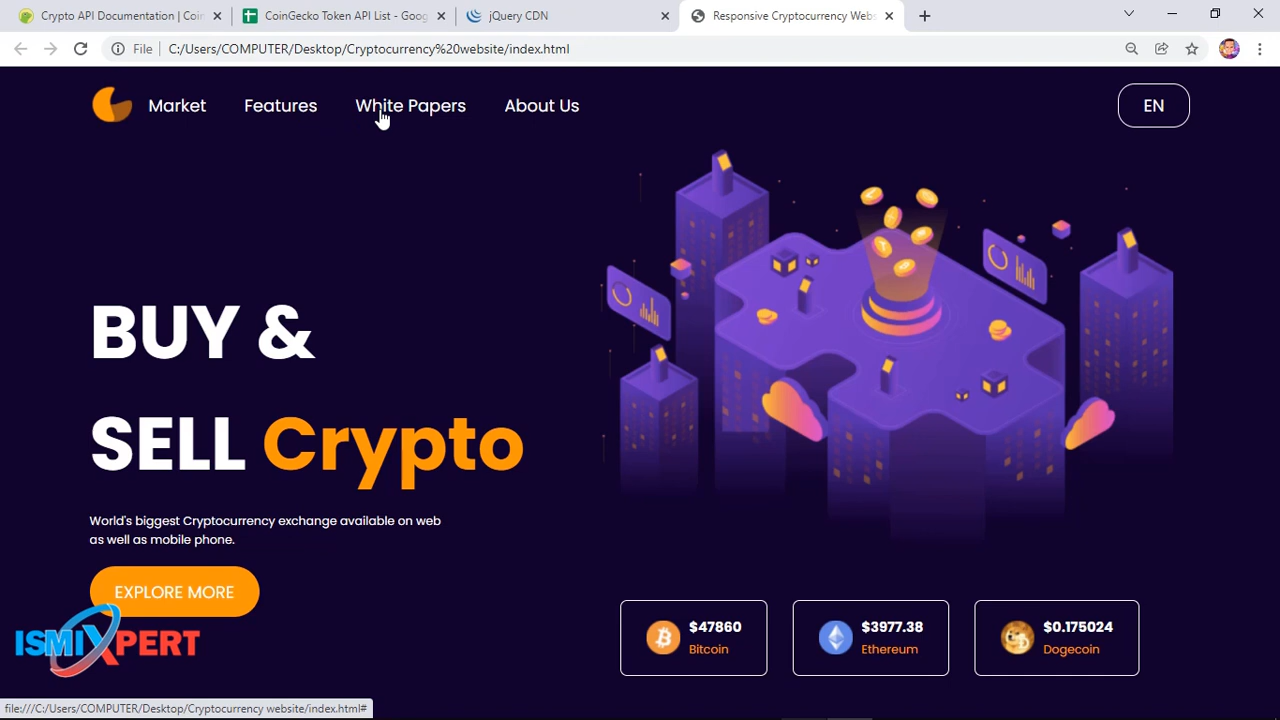 Crypto API Documentation | Coin
CoinGecko Token API List - Goog
jQuery CDN
Responsive Cryptocurrency Webs
File
C:/Users/COMPUTER/Desktop/Cryptocurrency%20website/index.html
Market
Features
White Papers
About Us
EN
BUY &
SELL Crypto
World's biggest Cryptocurrency exchange available on web
as well as mobile phone.
EXPLORE MORE
ISMIXPERT
$47860
Bitcoin
$3977.38
Ethereum
$0.175024
Dogecoin
file:///C:/Users/COMPUTER/Desktop/Cryptocurrency website/index.html#